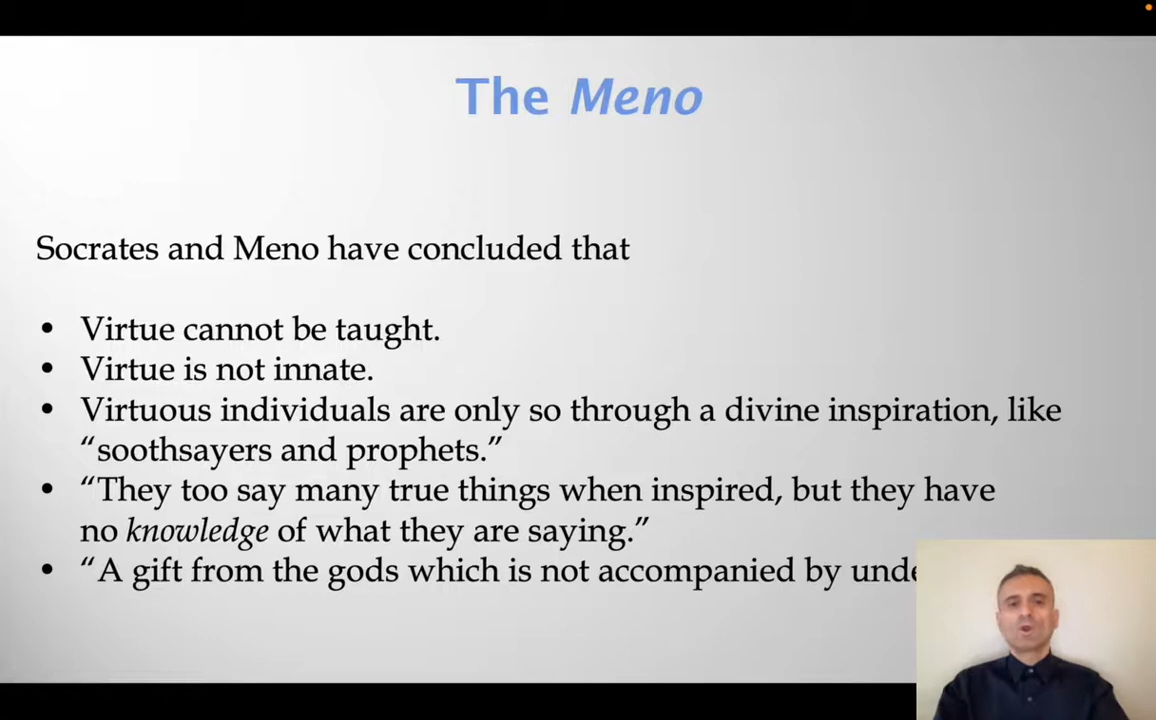 The Meno
Socrates and Meno have concluded that
• Virtue cannot be taught.
• Virtue is not innate.
• Virtuous individuals are only so through a divine inspiration, like
“soothsayers and prophets.”
• “They too say many true things when inspired, but they have
no knowledge of what they are saying.”
• “A gift from the gods which is not accompanied by